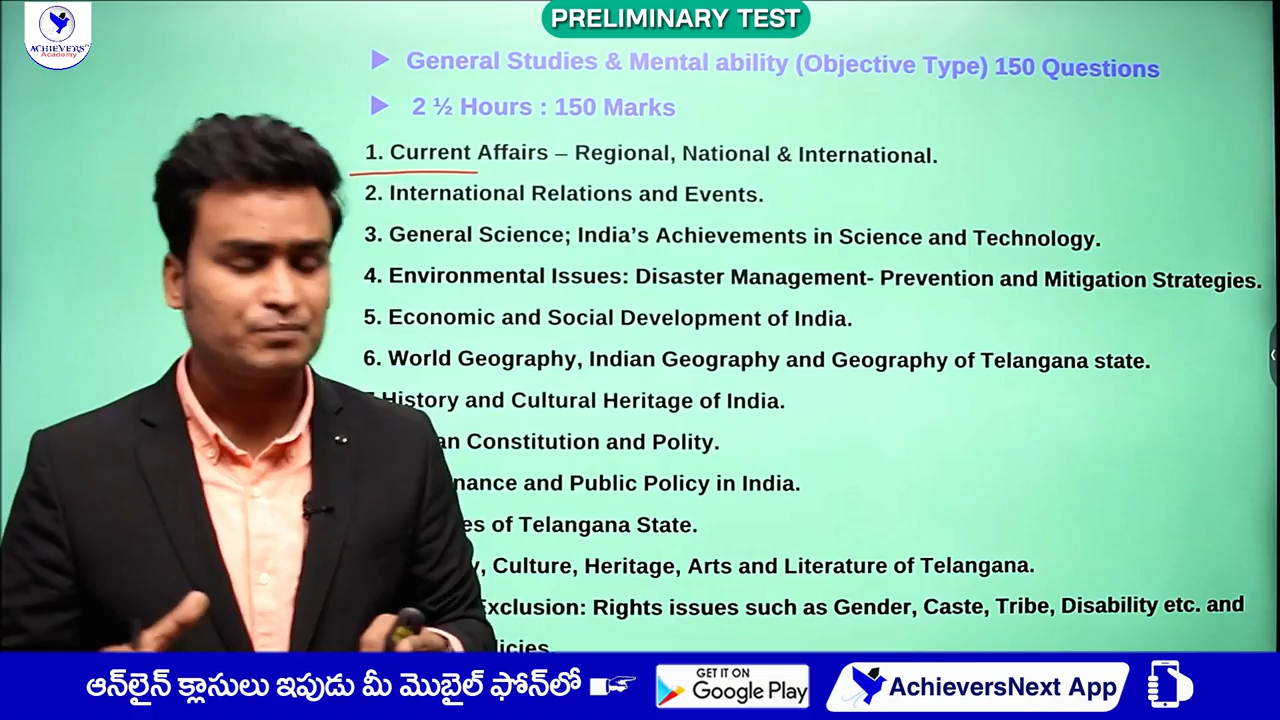 PRELIMINARY TEST
ACHIEVERS
Academy
General Studies & Mental ability (Objective Type) 150 Questions
2 ½ Hours : 150 Marks
1. Current Affairs – Regional, National & International.
2. International Relations and Events.
3. General Science; India's Achievements in Science and Technology.
4. Environmental Issues: Disaster Management- Prevention and Mitigation Strategies.
5. Economic and Social Development of India.
6. World Geography, Indian Geography and Geography of Telangana state.
History and Cultural Heritage of India.
Constitution and Polity.
and Public Policy in India.
of Telangana State.
Culture, Heritage, Arts and Literature of Telangana.
Exclusion: Rights issues such as Gender, Caste, Tribe, Disability etc. and
ఆన్‌లైన్ క్లాసులు ఇపుడు మీ మొబైల్ ఫోన్‌లో
GET IT ON
Google Play
AchieversNext App